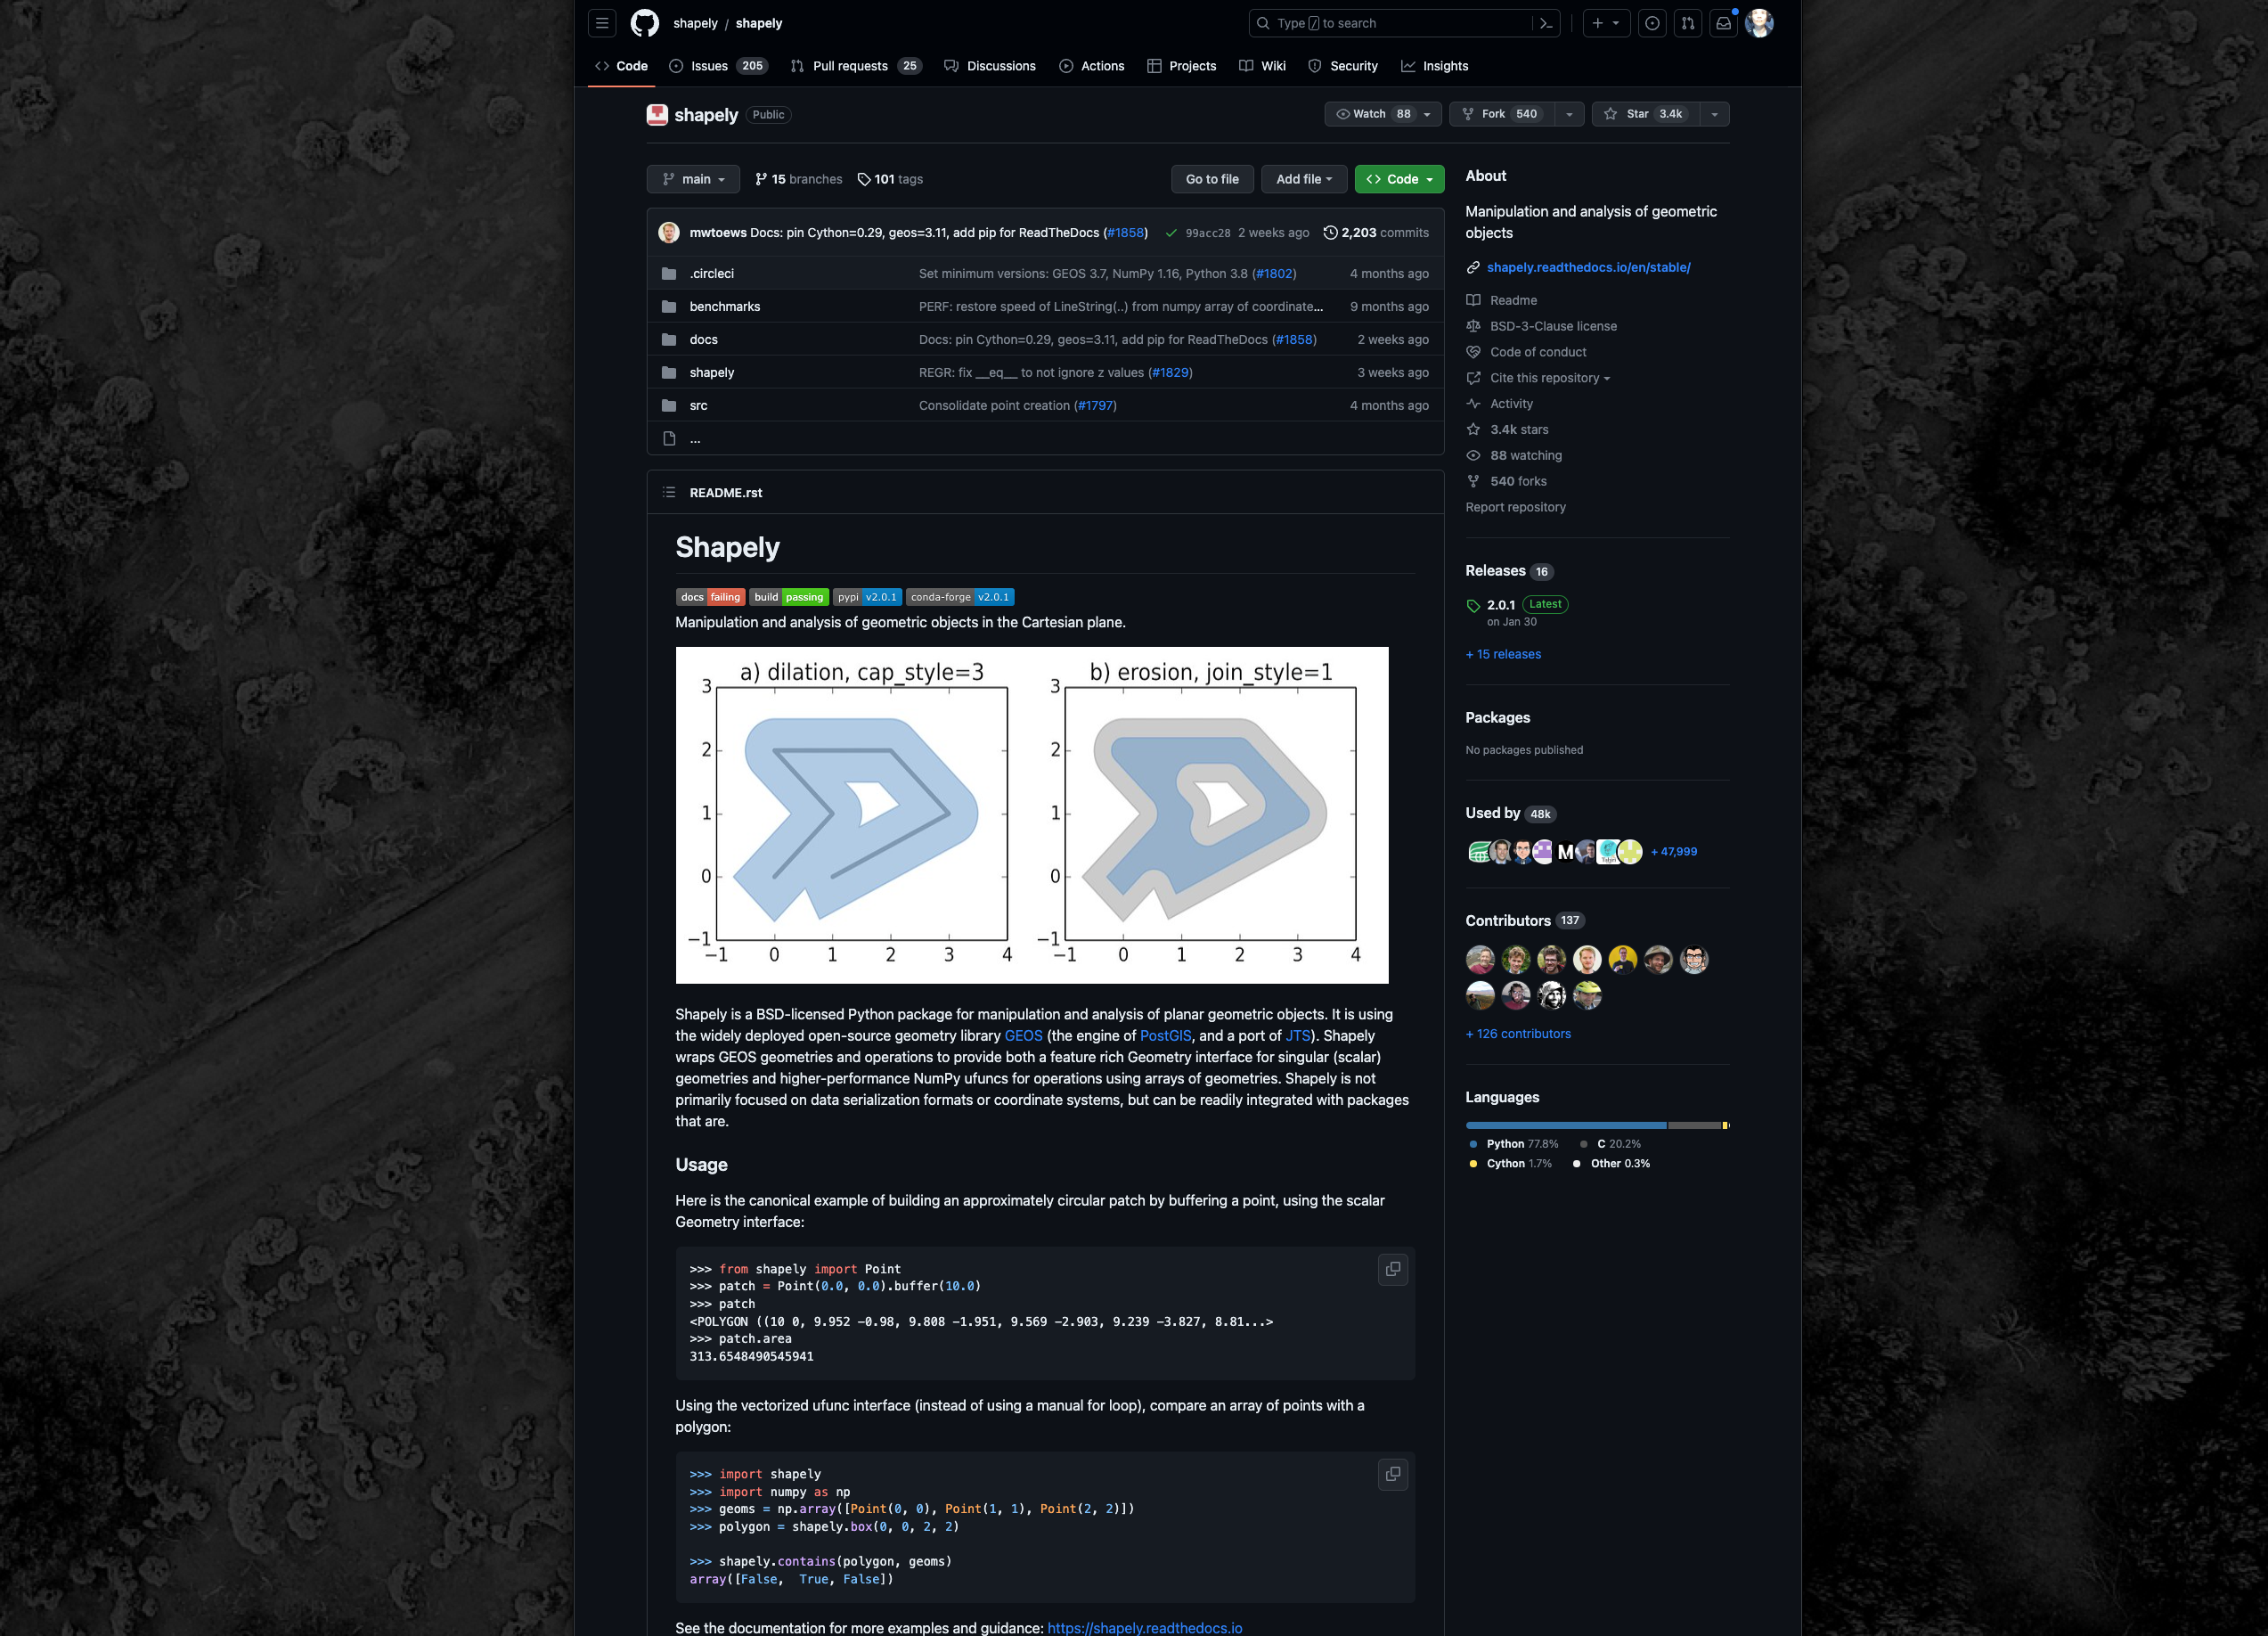 shapely / shapely
Type / to search
Code
Issues 205
Pull requests 25
Discussions
Actions
Projects
Wiki
Security
Insights
shapely Public
Watch 88
Fork 540
Star 3.4k
main
15 branches
101 tags
Go to file
Add file
Code
mwtoews Docs: pin Cython=0.29, geos=3.11, add pip for ReadTheDocs (#1858) 99acc28 2 weeks ago 2,203 commits
.circleci Set minimum versions: GEOS 3.7, NumPy 1.16, Python 3.8 (#1802) 4 months ago
benchmarks PERF: restore speed of LineString(..) from numpy array of coordinate... 9 months ago
docs Docs: pin Cython=0.29, geos=3.11, add pip for ReadTheDocs (#1858) 2 weeks ago
shapely REGR: fix __eq__ to not ignore z values (#1829) 3 weeks ago
src Consolidate point creation (#1797) 4 months ago
...
README.rst
Shapely
docs failing build passing pypi v2.0.1 conda-forge v2.0.1
Manipulation and analysis of geometric objects in the Cartesian plane.
a) dilation, cap_style=3
3
2
1
0
−1
−1 0 1 2 3 4
b) erosion, join_style=1
3
2
1
0
−1
−1 0 1 2 3 4
Shapely is a BSD-licensed Python package for manipulation and analysis of planar geometric objects. It is using
the widely deployed open-source geometry library GEOS (the engine of PostGIS, and a port of JTS). Shapely
wraps GEOS geometries and operations to provide both a feature rich Geometry interface for singular (scalar)
geometries and higher-performance NumPy ufuncs for operations using arrays of geometries. Shapely is not
primarily focused on data serialization formats or coordinate systems, but can be readily integrated with packages
that are.
Usage
Here is the canonical example of building an approximately circular patch by buffering a point, using the scalar
Geometry interface:
>>> from shapely import Point
>>> patch = Point(0.0, 0.0).buffer(10.0)
>>> patch
<POLYGON ((10 0, 9.952 -0.98, 9.808 -1.951, 9.569 -2.903, 9.239 -3.827, 8.81...>
>>> patch.area
313.6548490545941
Using the vectorized ufunc interface (instead of using a manual for loop), compare an array of points with a
polygon:
>>> import shapely
>>> import numpy as np
>>> geoms = np.array([Point(0, 0), Point(1, 1), Point(2, 2)])
>>> polygon = shapely.box(0, 0, 2, 2)
>>> shapely.contains(polygon, geoms)
array([False,  True, False])
See the documentation for more examples and guidance: https://shapely.readthedocs.io
About
Manipulation and analysis of geometric
objects
shapely.readthedocs.io/en/stable/
Readme
BSD-3-Clause license
Code of conduct
Cite this repository
Activity
3.4k stars
88 watching
540 forks
Report repository
Releases 16
2.0.1 Latest
on Jan 30
+ 15 releases
Packages
No packages published
Used by 48k
M
+ 47,999
Contributors 137
+ 126 contributors
Languages
Python 77.8%
C 20.2%
Cython 1.7%
Other 0.3%